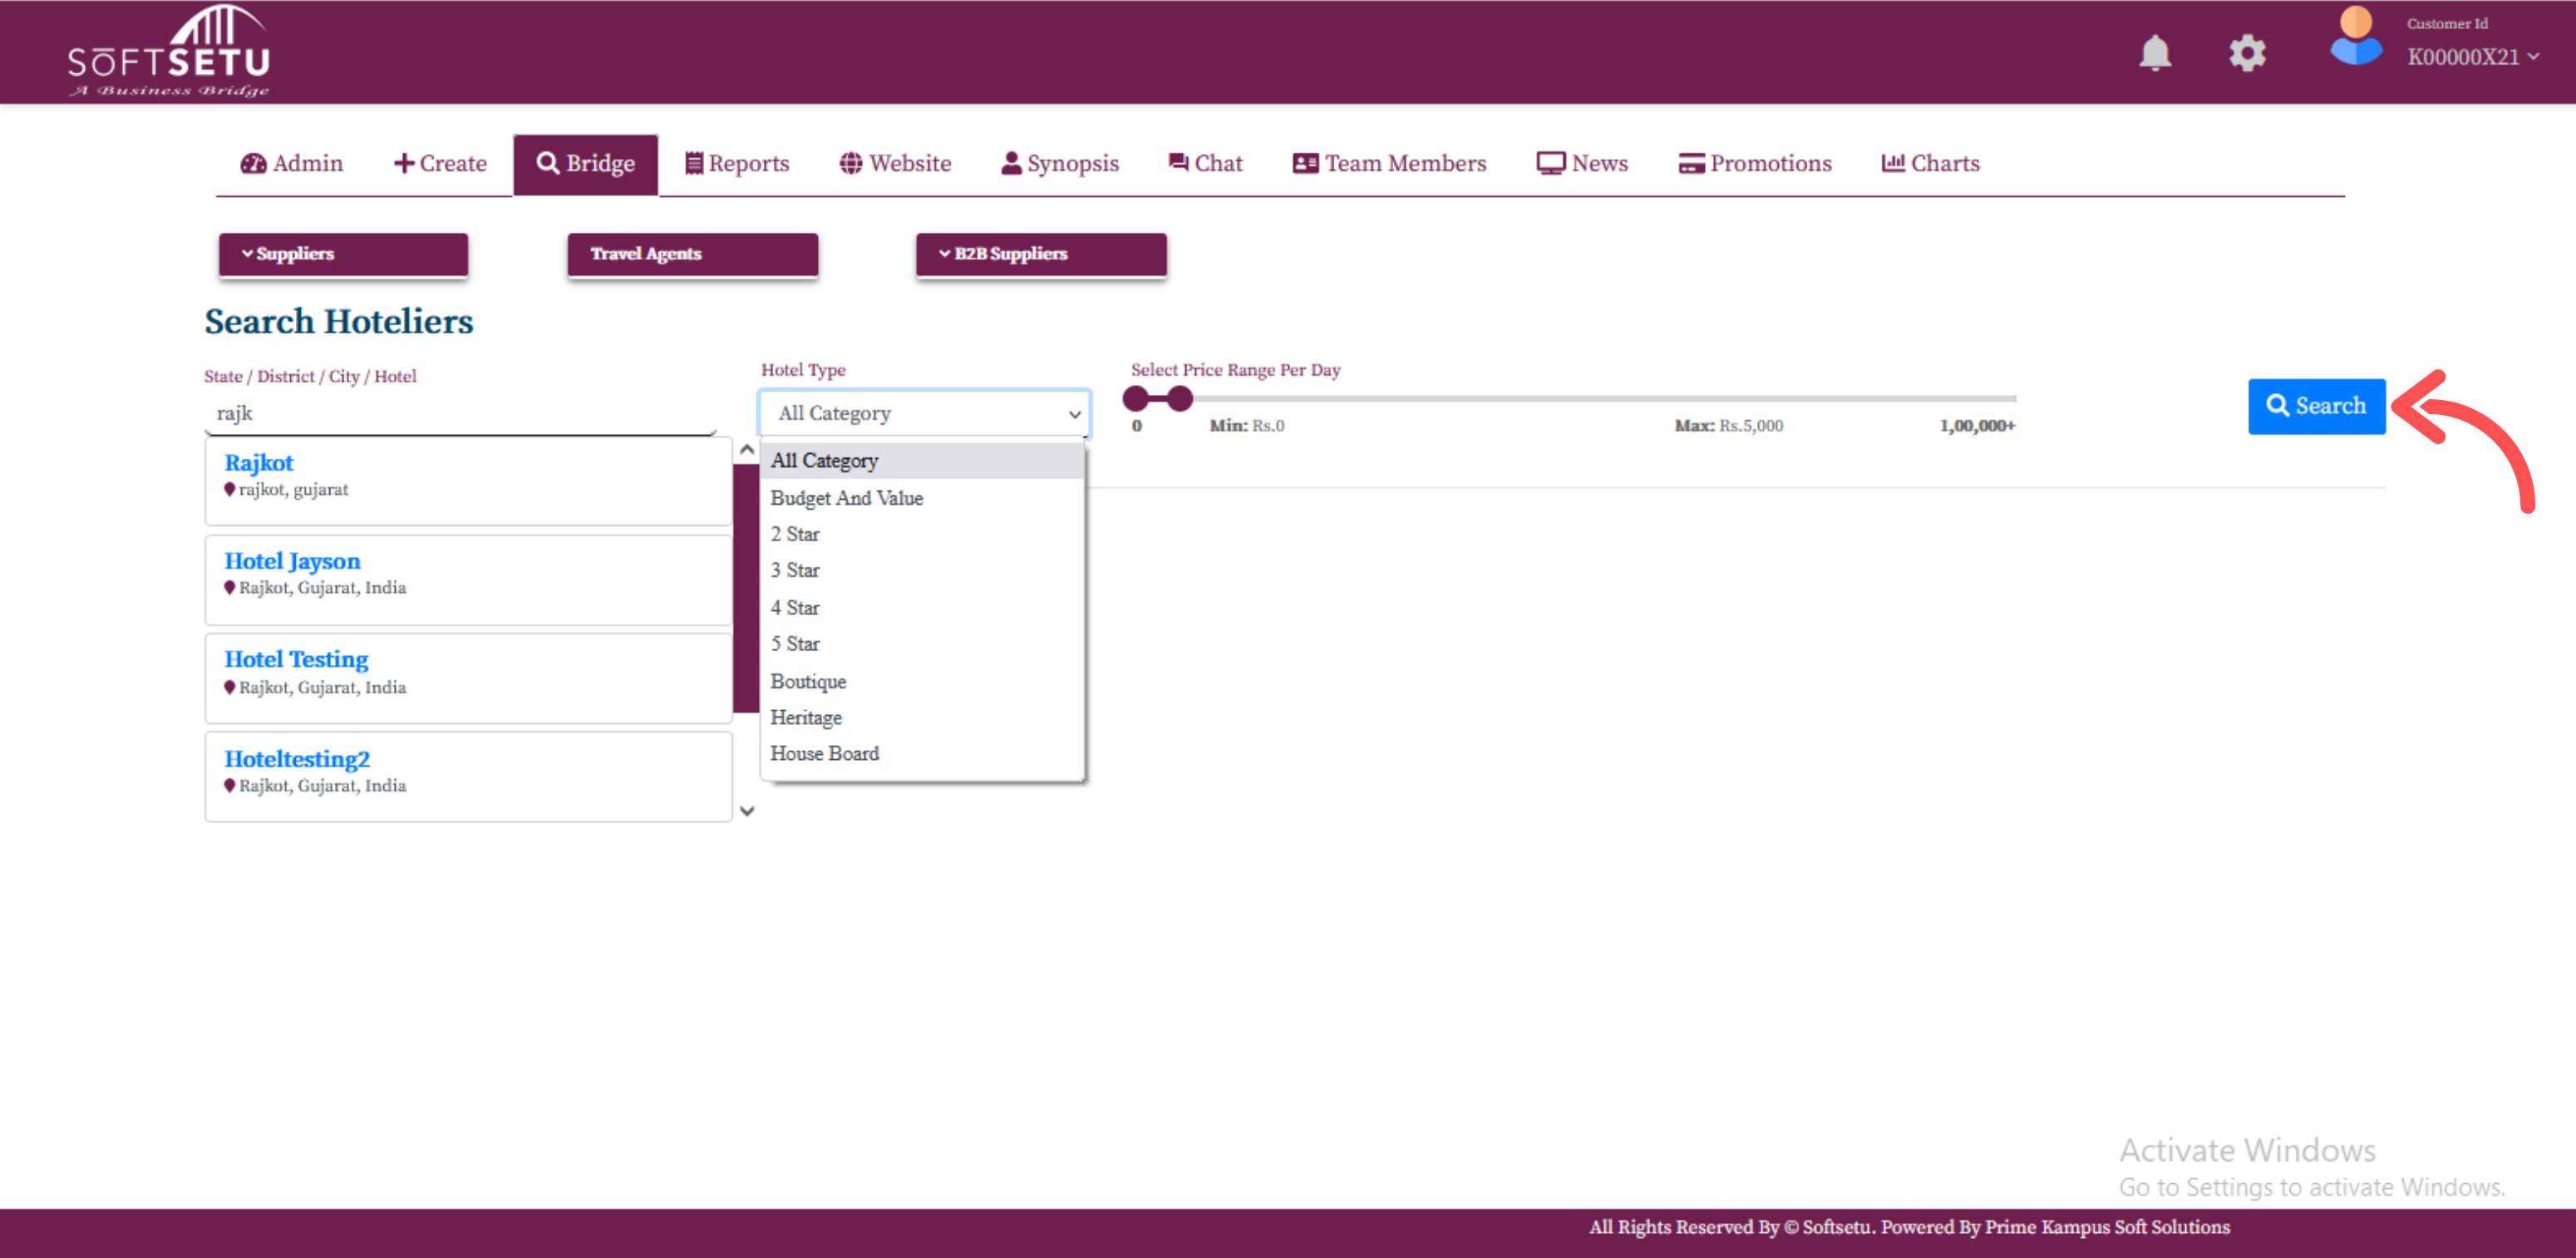 SŌFTSETU
A Business Bridge
Customer Id
K00000X21
Admin Create Bridge Reports Website Synopsis Chat Team Members News Promotions Charts
Suppliers Travel Agents B2B Suppliers
Search Hoteliers
State / District / City / Hotel
rajk
Hotel Type
All Category
Select Price Range Per Day
0 Min: Rs.0 Max: Rs.5,000 1,00,000+
Search
Rajkot
rajkot, gujarat
Hotel Jayson
Rajkot, Gujarat, India
Hotel Testing
Rajkot, Gujarat, India
Hoteltesting2
Rajkot, Gujarat, India
All Category
Budget And Value
2 Star
3 Star
4 Star
5 Star
Boutique
Heritage
House Board
Activate Windows
Go to Settings to activate Windows.
All Rights Reserved By © Softsetu. Powered By Prime Kampus Soft Solutions